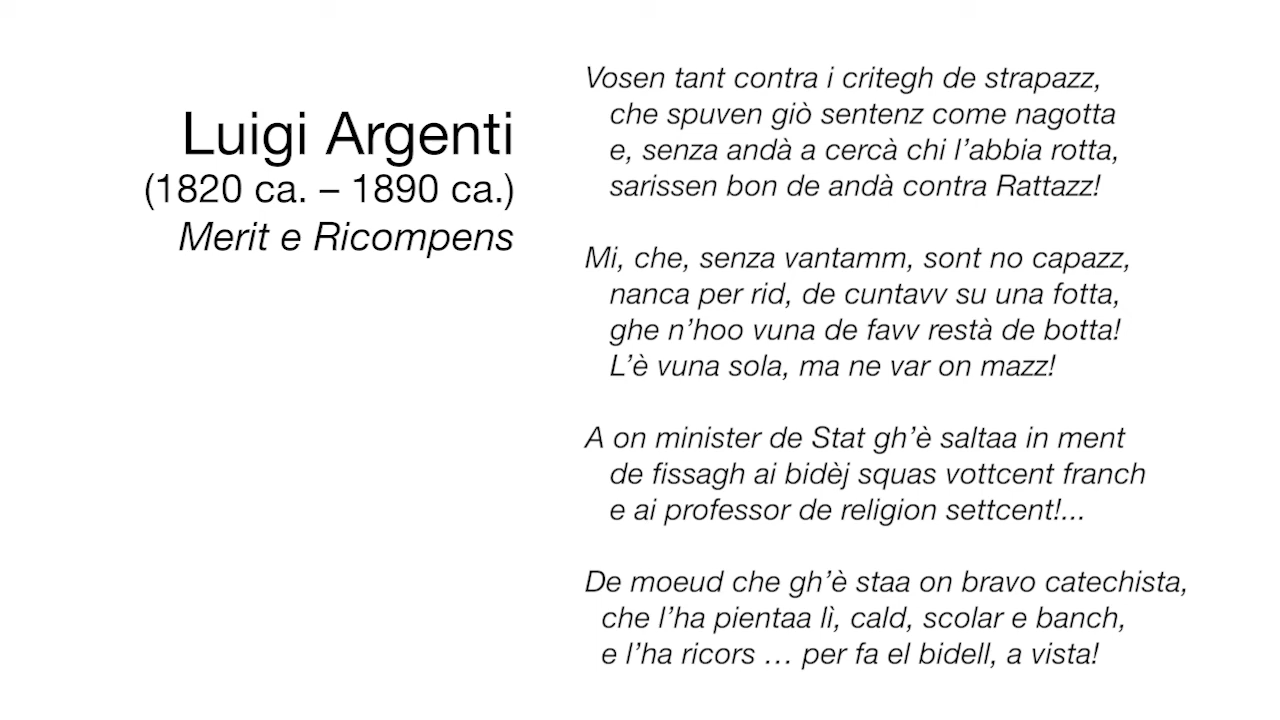 Luigi Argenti
(1820 ca. – 1890 ca.)
Merit e Ricompens
Vosen tant contra i critegh de strapazz,
che spuven giò sentenz come nagotta
e, senza andà a cercà chi l’abbia rotta,
sarissen bon de andà contra Rattazz!
Mi, che, senza vantamm, sont no capazz,
nanca per rid, de cuntavv su una fotta,
ghe n’hoo vuna de favv restà de botta!
L’è vuna sola, ma ne var on mazz!
A on minister de Stat gh’è saltaa in ment
de fissagh ai bidèj squas vottcent franch
e ai professor de religion settcent!...
De moeud che gh’è staa on bravo catechista,
che l’ha pientaa lì, cald, scolar e banch,
e l’ha ricors … per fa el bidell, a vista!